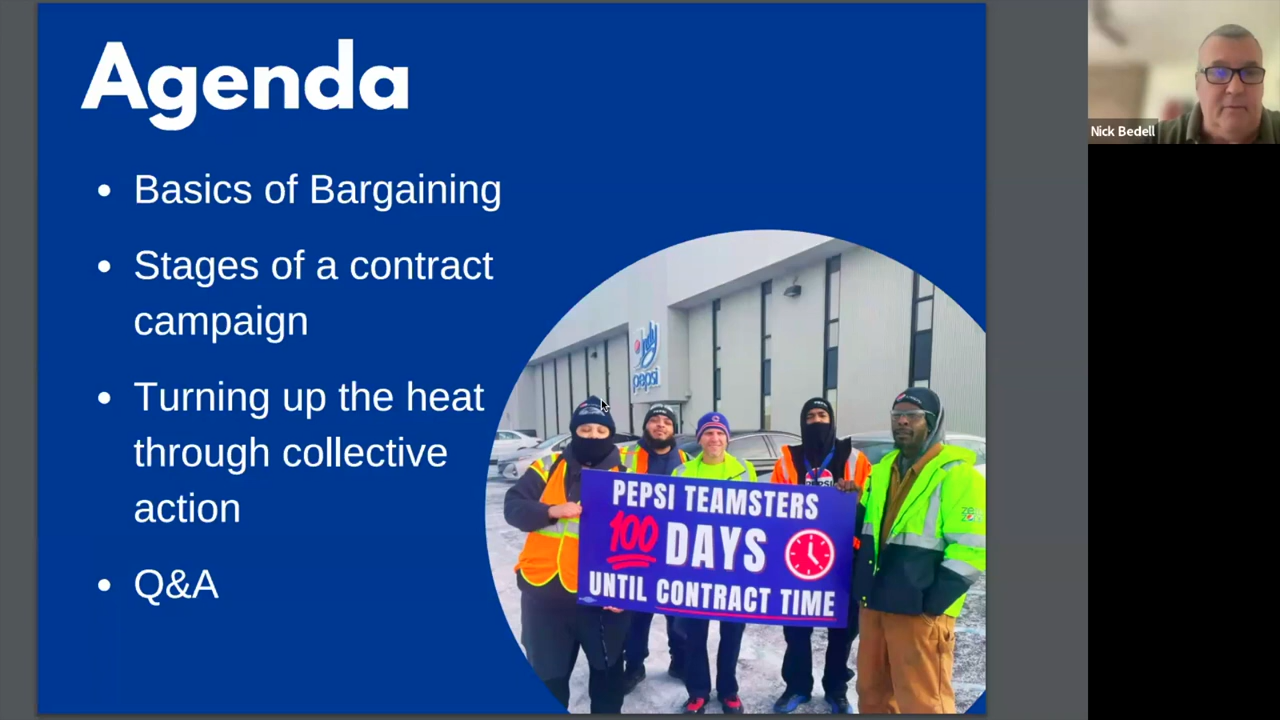 Agenda
• Basics of Bargaining
• Stages of a contract
campaign
• Turning up the heat
through collective
action
• Q&A
pepsi
PEPSI TEAMSTERS
100 DAYS
UNTIL CONTRACT TIME
Nick Bedell